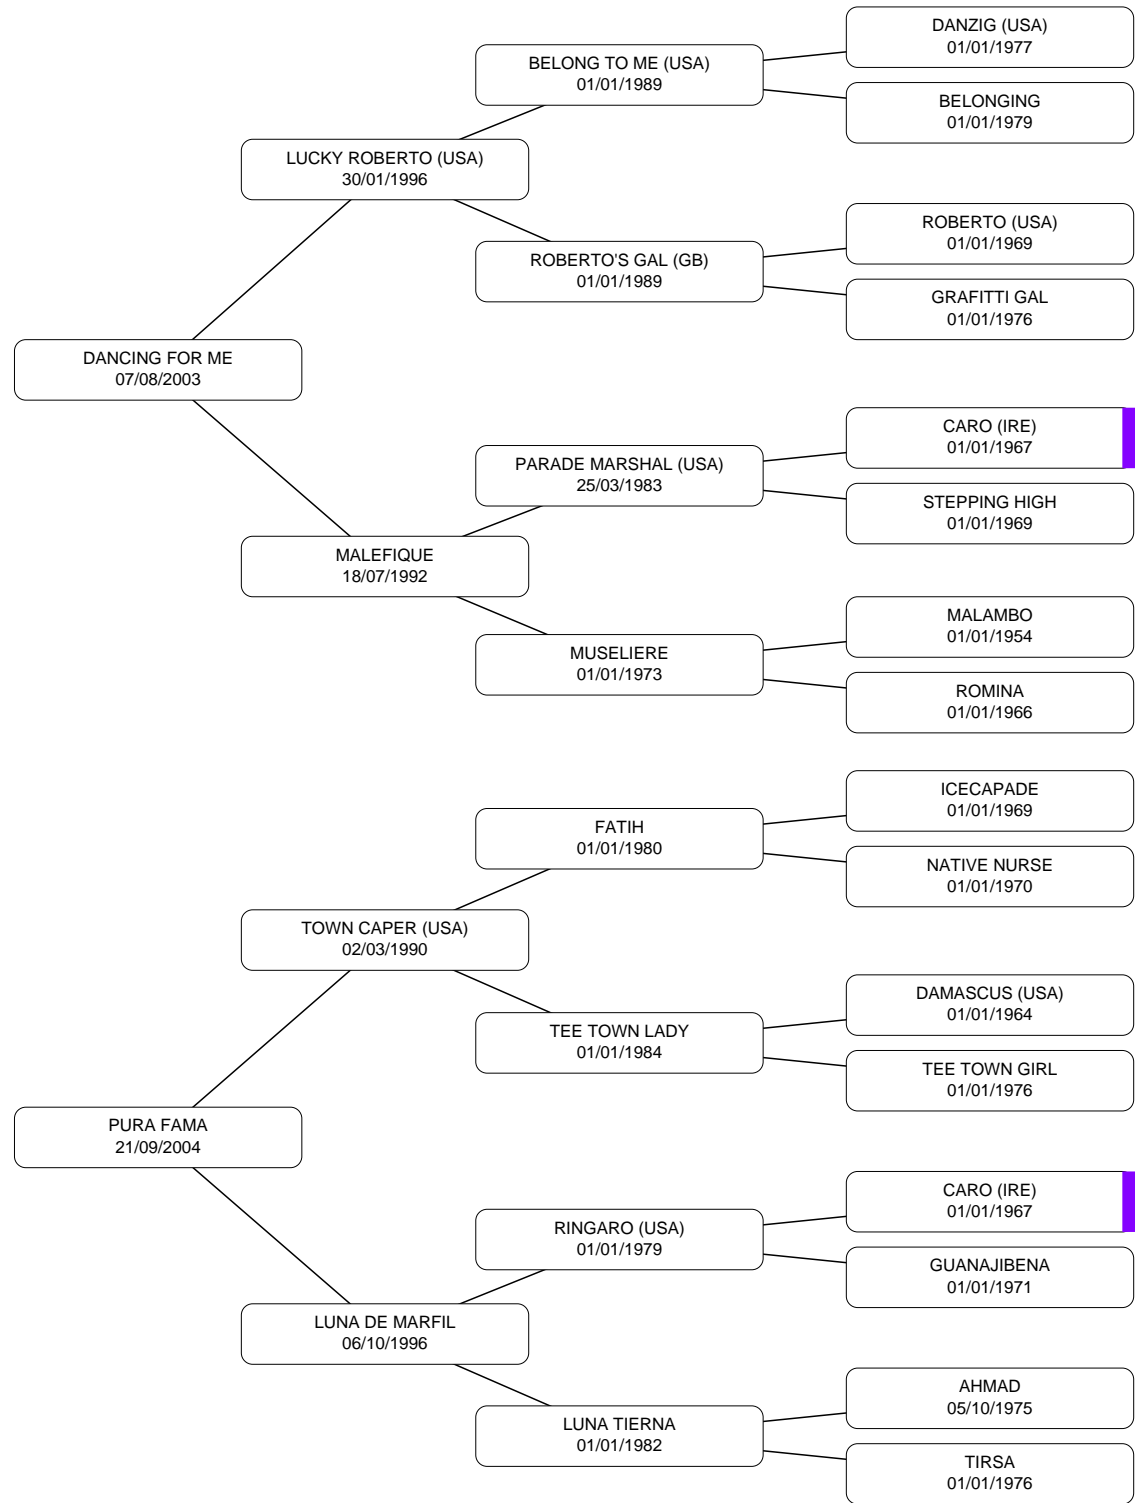 DANZIG (USA)
01/01/1977
BELONG TO ME (USA)
01/01/1989
BELONGING
01/01/1979
LUCKY ROBERTO (USA)
30/01/1996
ROBERTO (USA)
01/01/1969
ROBERTO'S GAL (GB)
01/01/1989
GRAFITTI GAL
01/01/1976
DANCING FOR ME
07/08/2003
CARO (IRE)
01/01/1967
PARADE MARSHAL (USA)
25/03/1983
STEPPING HIGH
01/01/1969
MALEFIQUE
18/07/1992
MALAMBO
01/01/1954
MUSELIERE
01/01/1973
ROMINA
01/01/1966
ICECAPADE
01/01/1969
FATIH
01/01/1980
NATIVE NURSE
01/01/1970
TOWN CAPER (USA)
02/03/1990
DAMASCUS (USA)
01/01/1964
TEE TOWN LADY
01/01/1984
TEE TOWN GIRL
01/01/1976
PURA FAMA
21/09/2004
CARO (IRE)
01/01/1967
RINGARO (USA)
01/01/1979
GUANAJIBENA
01/01/1971
LUNA DE MARFIL
06/10/1996
AHMAD
05/10/1975
LUNA TIERNA
01/01/1982
TIRSA
01/01/1976